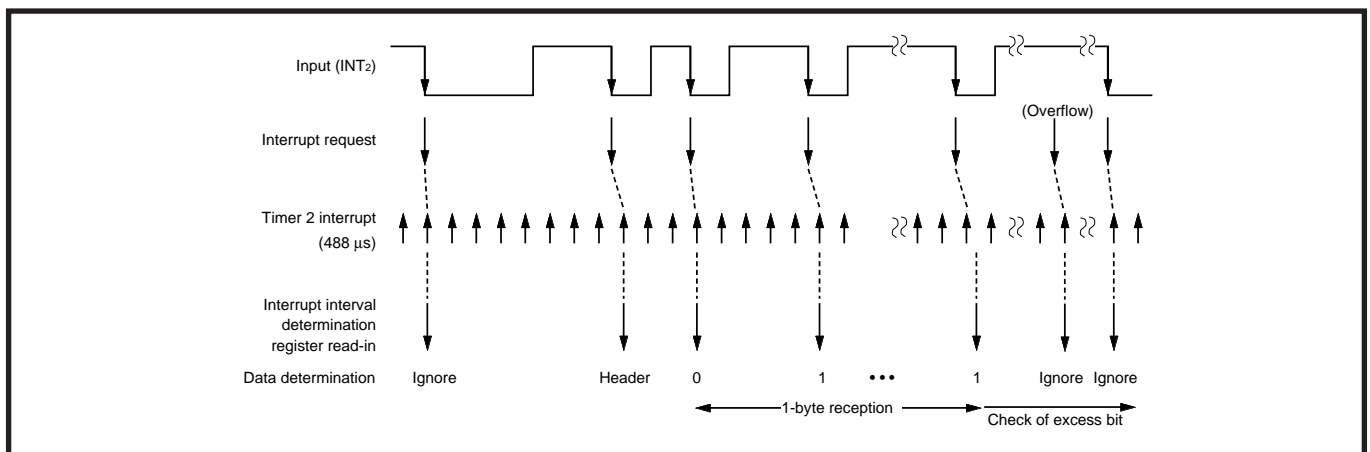 Input (INT2)
(Overflow)
Interrupt request
Timer 2 interrupt
(488 μs)
Interrupt interval
determination
register read-in
Data determination Ignore Header 0 1 ••• 1 Ignore Ignore
1-byte reception
Check of excess bit